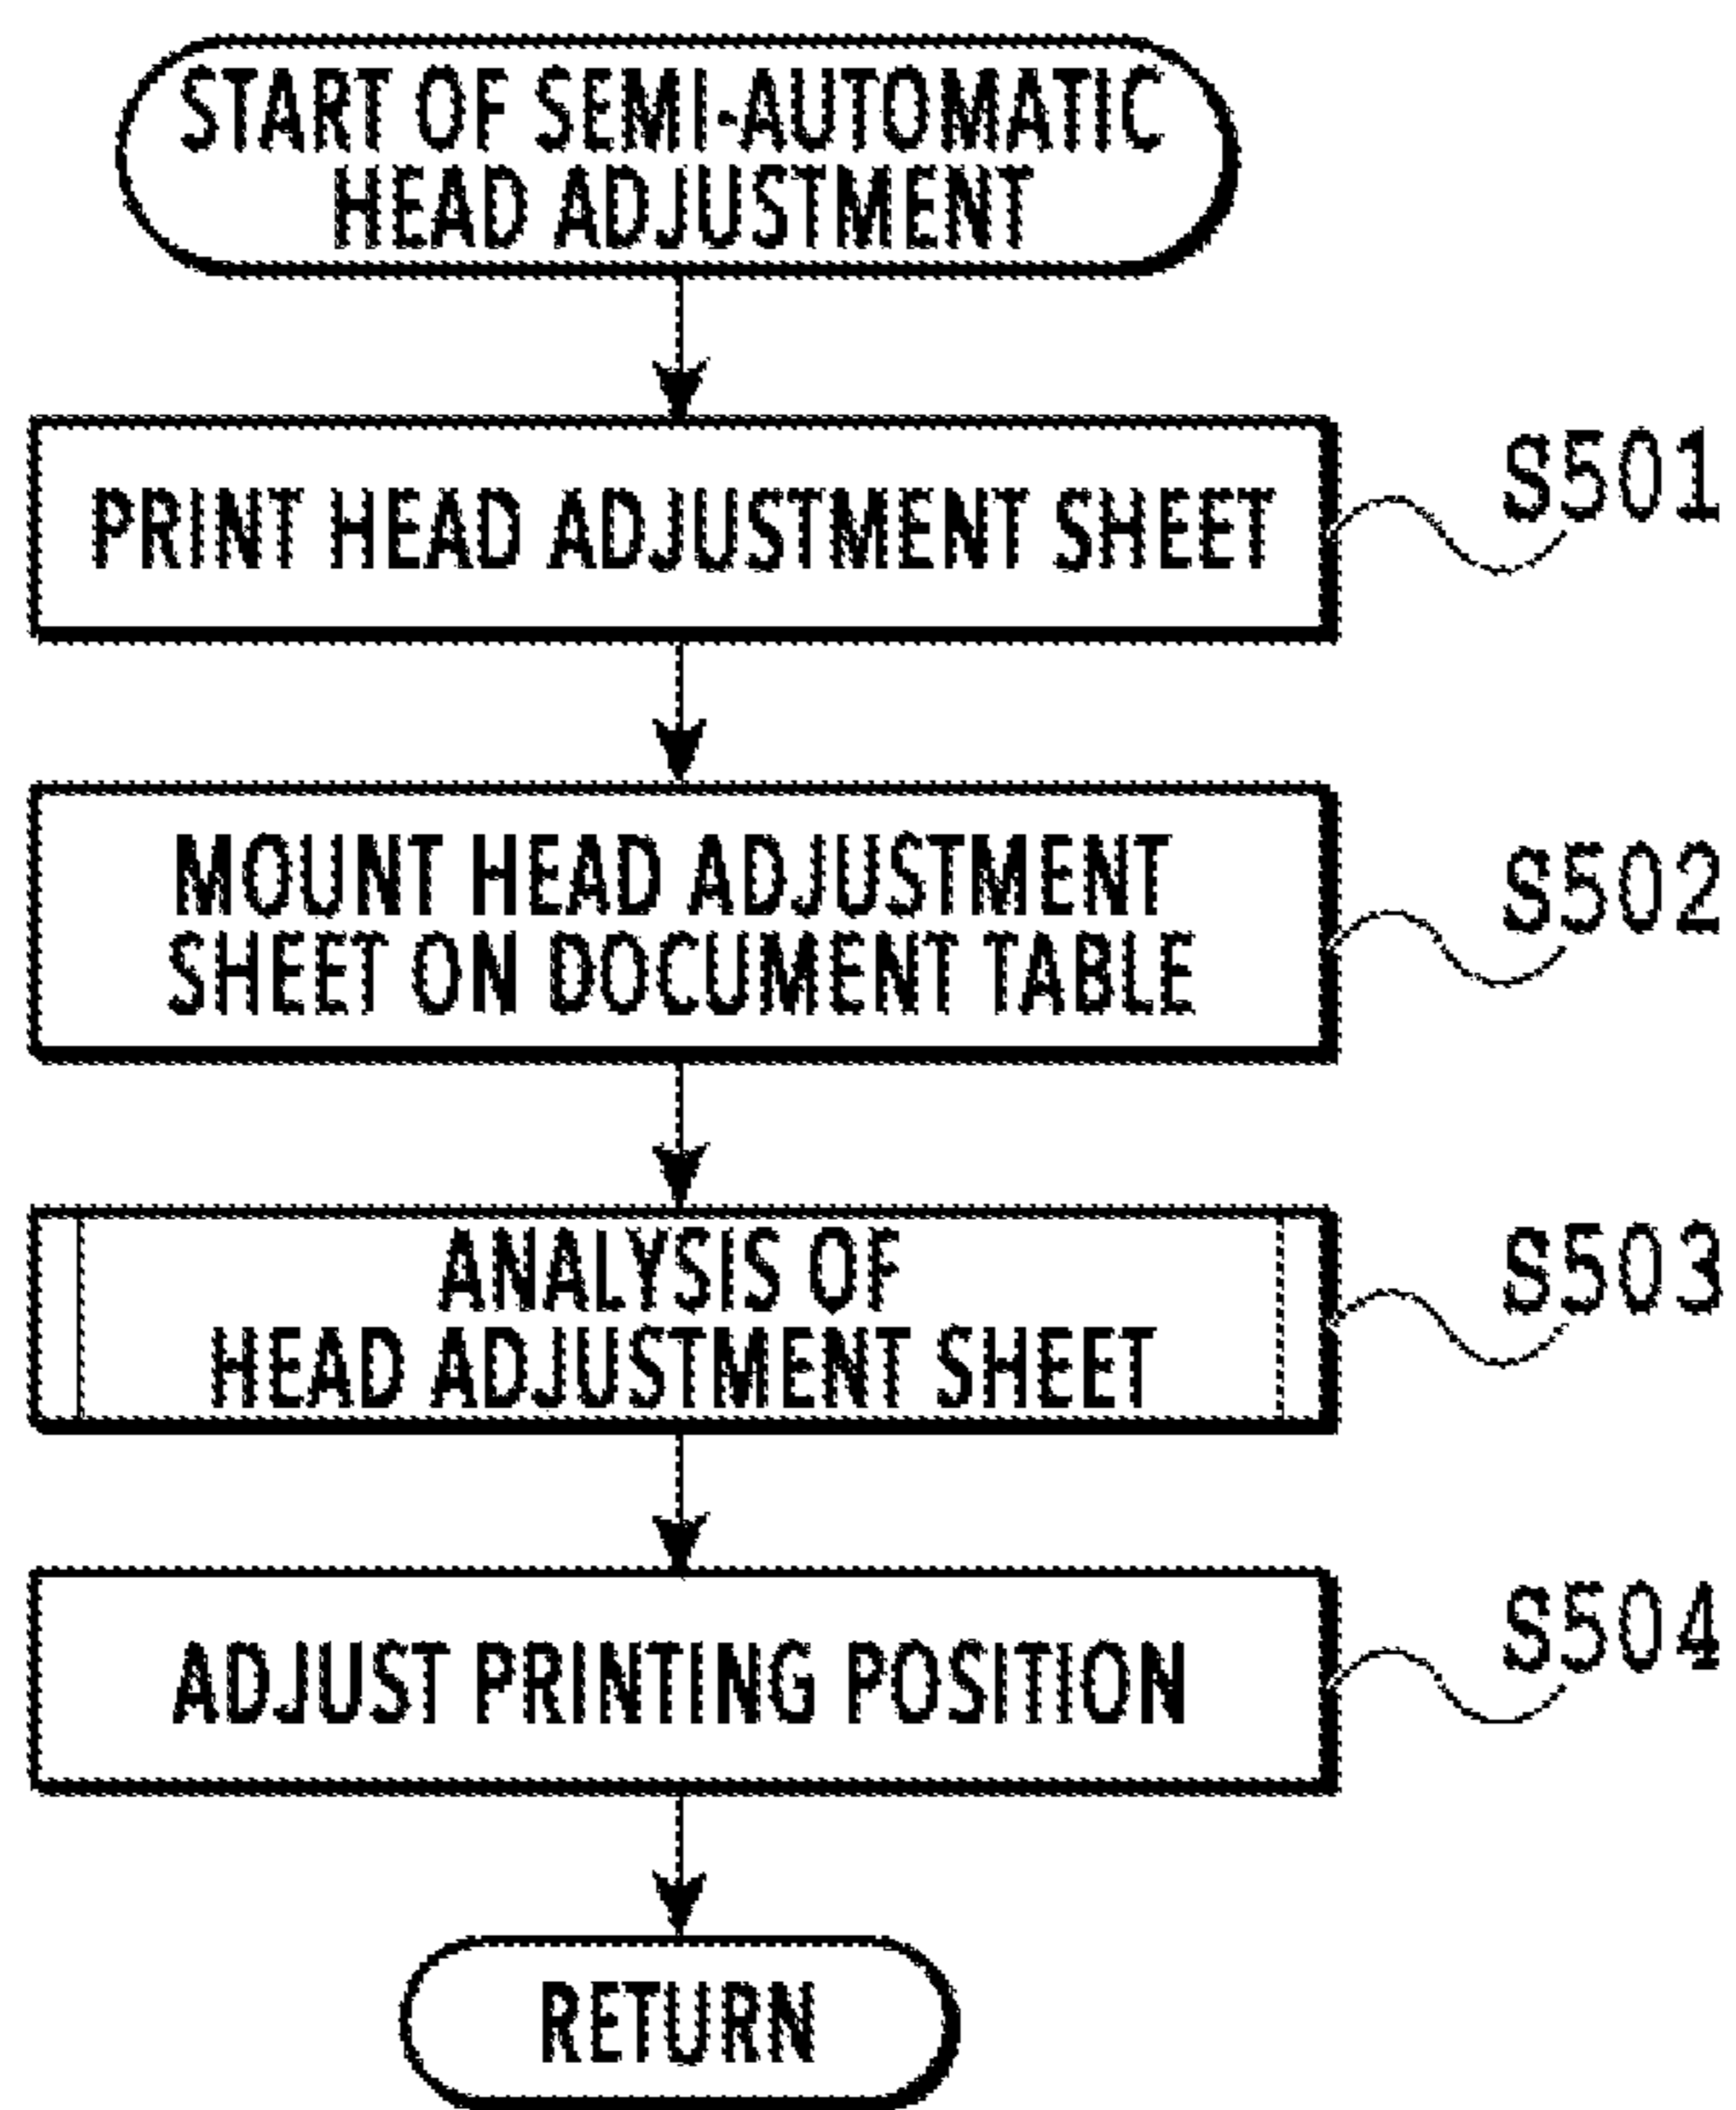 START OF SEMI-AUTOMATIC
HEAD ADJUSTMENT
PRINT HEAD ADJUSTMENT SHEET
S501
MOUNT HEAD ADJUSTMENT
SHEET ON DOCUMENT TABLE
S502
ANALYSIS OF
HEAD ADJUSTMENT SHEET
S503
ADJUST PRINTING POSITION
S504
RETURN